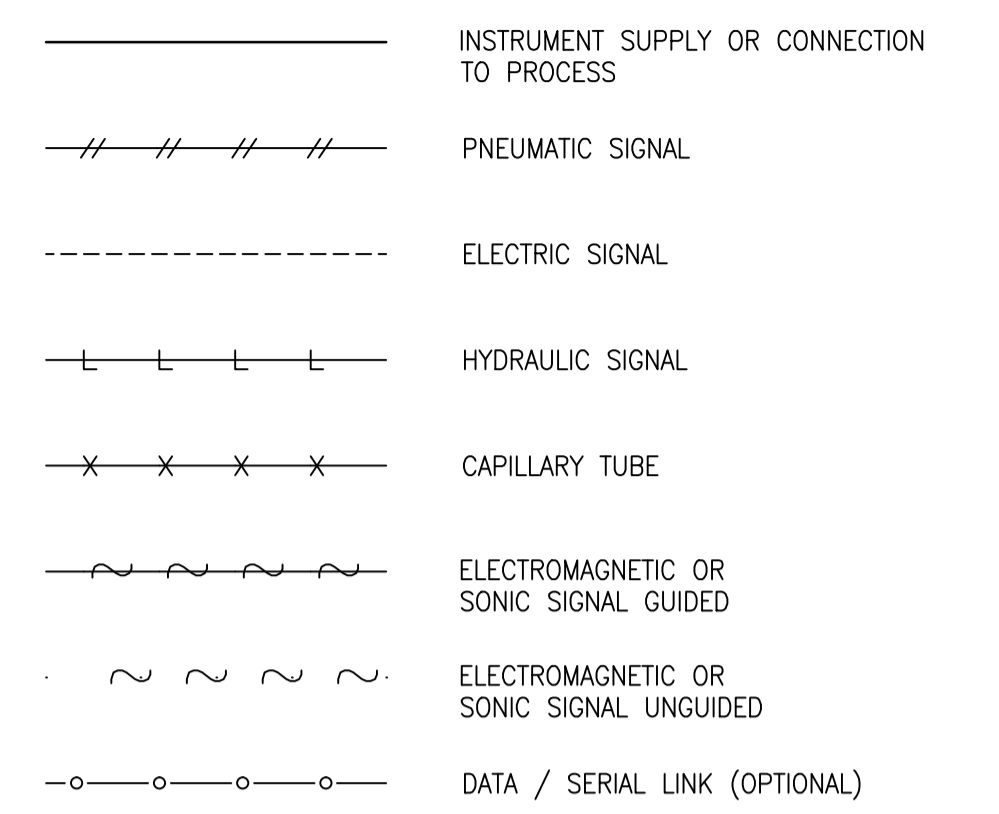 INSTRUMENT SUPPLY OR CONNECTION
TO PROCESS
PNEUMATIC SIGNAL
ELECTRIC SIGNAL
HYDRAULIC SIGNAL
CAPILLARY TUBE
ELECTROMAGNETIC OR
SONIC SIGNAL GUIDED
ELECTROMAGNETIC OR
SONIC SIGNAL UNGUIDED
DATA / SERIAL LINK (OPTIONAL)